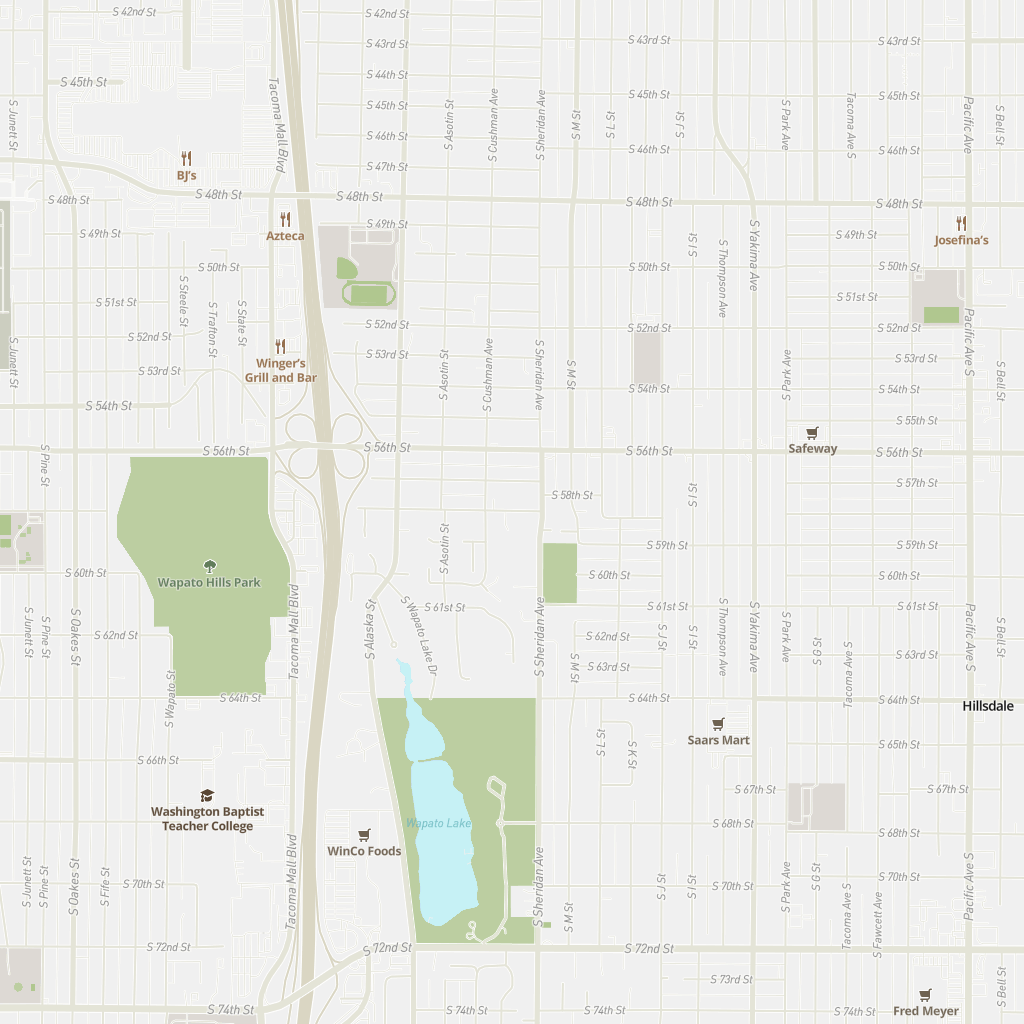 S 42nd St
S 42nd St
S 43rd St
S 43rd St
S 43rd St
S 44th St
S 45th St
S 45th St
S 45th St
S 45th St
Tacoma Mall Blvd
S Junett St
S Asotin St
S Cushman Ave
S Sheridan Ave
S M St
S L St
S J St
S Park Ave
Tacoma Ave S
Pacific Ave
S Bell St
S 46th St
S 46th St
S 46th St
S 47th St
BJ's
S 48th St
S 48th St
S 48th St
S 48th St
S 48th St
Azteca
S 49th St
S 49th St
S 49th St
Josefina's
S I St
S Thompson Ave
S Yakima Ave
S 50th St
S 50th St
S 50th St
S Steele St
S Trafton St
S State St
S 51st St
S 51st St
S 52nd St
S 52nd St
S 52nd St
S 52nd St
Pacific Ave S
S Junett St
S 53rd St
S 53rd St
S 53rd St
Winger's
Grill and Bar
S Asotin St
S Cushman Ave
S Sheridan Ave
S M St
S Park Ave
S Bell St
S 54th St
S 54th St
S 54th St
S 55th St
Safeway
S 56th St
S 56th St
S 56th St
S 56th St
S Pine St
S 57th St
S I St
S 58th St
S Asotin St
S 59th St
S 59th St
S 60th St
S 60th St
S 60th St
Wapato Hills Park
S 61st St
S 61st St
S 61st St
S Junett St
S Pine St
S Oakes St
S 62nd St
S 62nd St
Tacoma Mall Blvd
S Alaska St
S Wapato Lake Dr
S Sheridan Ave
S M St
S J St
S I St
S Thompson Ave
S Yakima Ave
S Park Ave
S G St
Tacoma Ave S
Pacific Ave S
S Bell St
S 63rd St
S 63rd St
S Wapato St
S 64th St
S 64th St
S 64th St
Hillsdale
Saars Mart
S L St
S K St
S 65th St
S 66th St
S 67th St
S 67th St
Washington Baptist
Teacher College
Wapato Lake
S 68th St
S 68th St
WinCo Foods
S Junett St
S Pine St
S Oakes St
S Fife St
S 70th St
S 70th St
S 70th St
Tacoma Mall Blvd
S Sheridan Ave
S M St
S J St
S I St
S Park Ave
S G St
Tacoma Ave S
S Fawcett Ave
Pacific Ave S
S 72nd St
S 72nd St
S 72nd St
S 73rd St
S Bell St
S 74th St
S 74th St
S 74th St
S 74th St
Fred Meyer